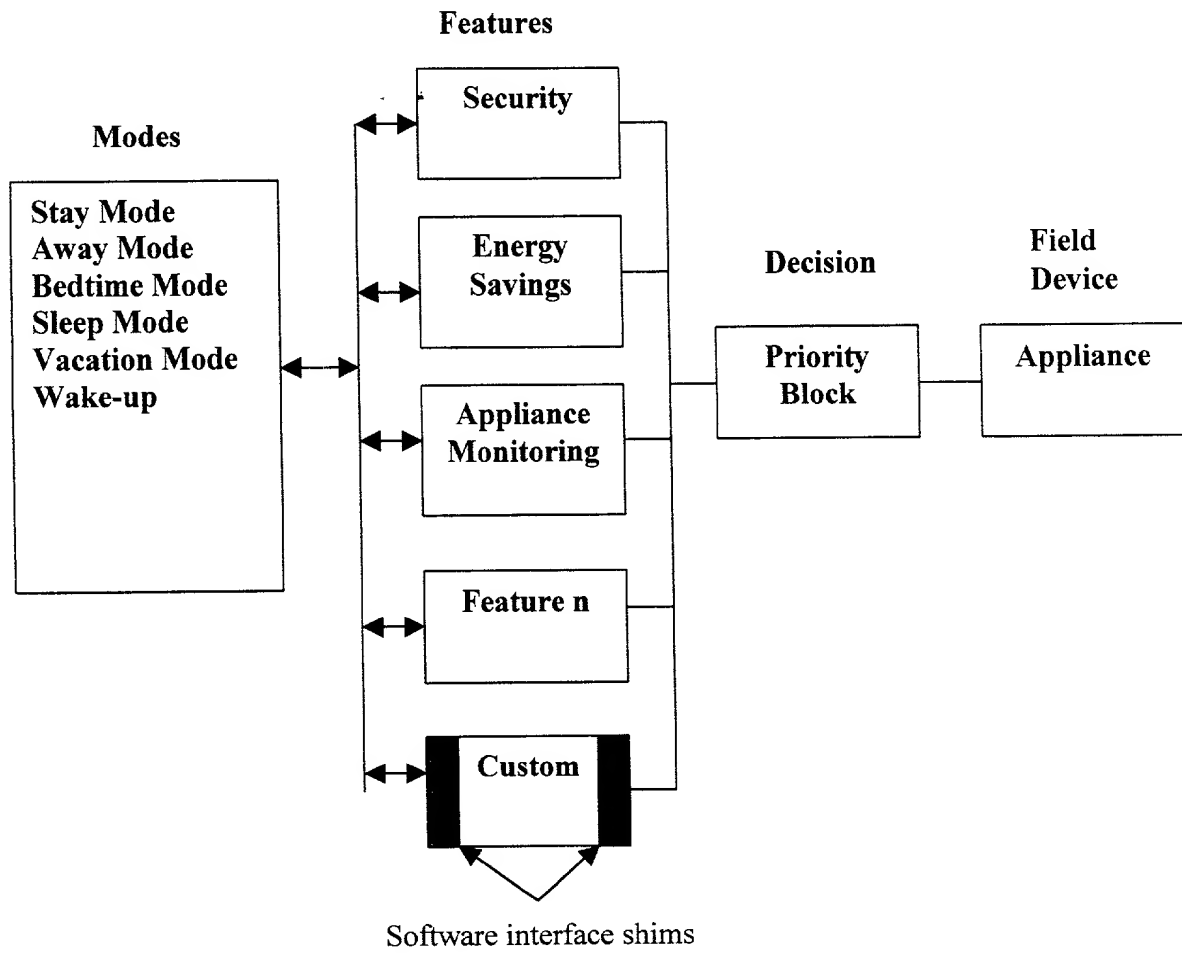 Features
Security
Modes
Stay Mode
Away Mode
Bedtime Mode
Sleep Mode
Vacation Mode
Wake-up
Energy
Savings
Appliance
Monitoring
Feature n
Custom
Software interface shims
Decision
Priority
Block
Field
Device
Appliance